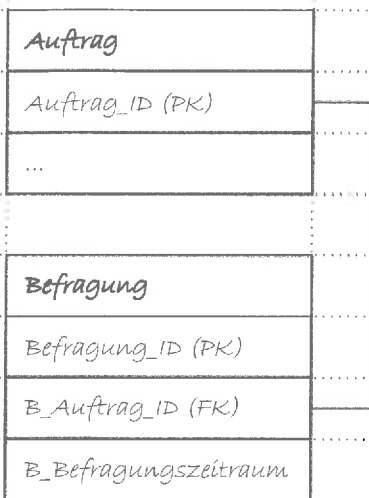 Auftrag
Auftrag_ID (PK)
...
Befragung
Befragung_ID (PK)
B_Auftrag_ID (FK)
B_Befragungszeitraum